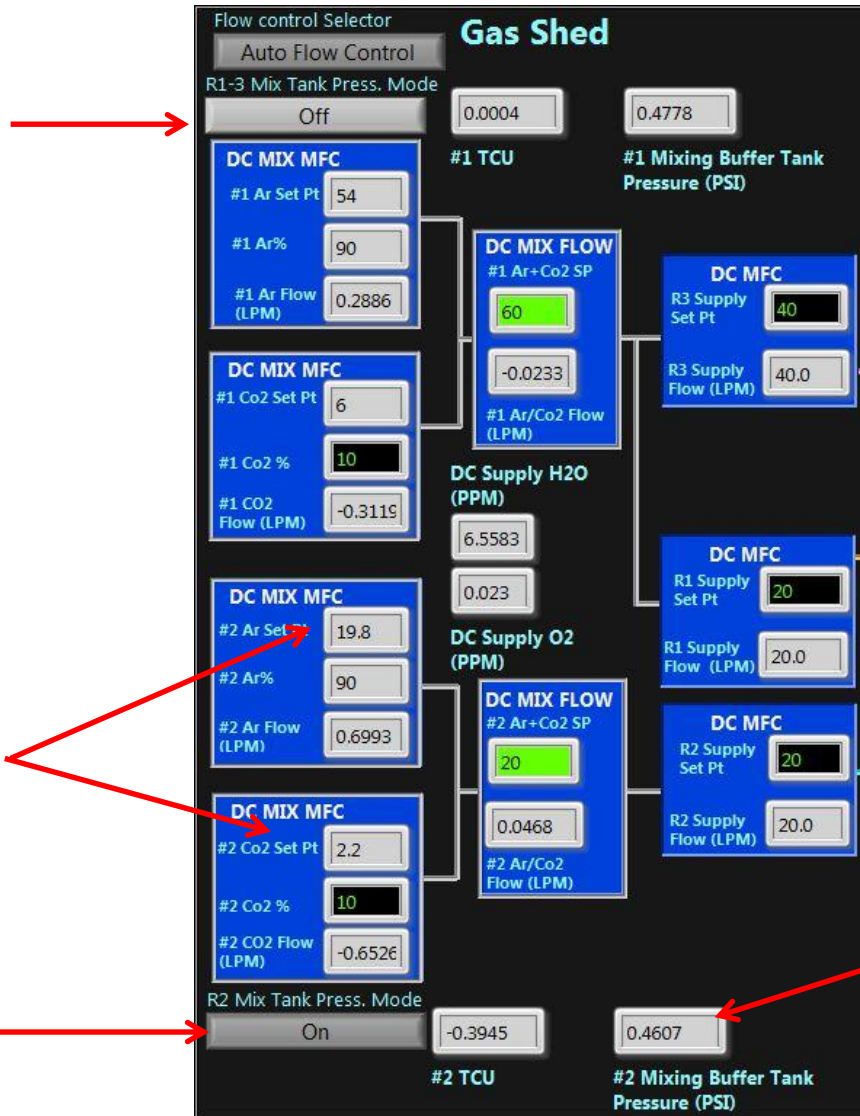 Flow control Selector
Auto Flow Control
Gas Shed
R1-3 Mix Tank Press. Mode
Off
0.0004
#1 TCU
0.4778
#1 Mixing Buffer Tank
Pressure (PSI)
DC MIX MFC
#1 Ar Set Pt
54
#1 Ar%
90
#1 Ar Flow
(LPM)
0.2886
DC MIX MFC
#1 Co2 Set Pt
6
#1 Co2 %
10
#1 CO2
Flow (LPM)
-0.3119
DC MIX FLOW
#1 Ar+Co2 SP
60
-0.0233
#1 Ar/Co2 Flow
(LPM)
DC MFC
R3 Supply
Set Pt
40
R3 Supply
Flow (LPM)
40.0
DC Supply H2O
(PPM)
6.5583
0.023
DC Supply O2
(PPM)
DC MFC
R1 Supply
Set Pt
20
R1 Supply
Flow (LPM)
20.0
DC MIX MFC
#2 Ar Set Pt
19.8
#2 Ar%
90
#2 Ar Flow
(LPM)
0.6993
DC MIX MFC
#2 Co2 Set Pt
2.2
#2 Co2 %
10
#2 CO2 Flow
(LPM)
-0.6526
DC MIX FLOW
#2 Ar+Co2 SP
20
0.0468
#2 Ar/Co2
Flow (LPM)
DC MFC
R2 Supply
Set Pt
20
R2 Supply
Flow (LPM)
20.0
R2 Mix Tank Press. Mode
On
-0.3945
#2 TCU
0.4607
#2 Mixing Buffer Tank
Pressure (PSI)